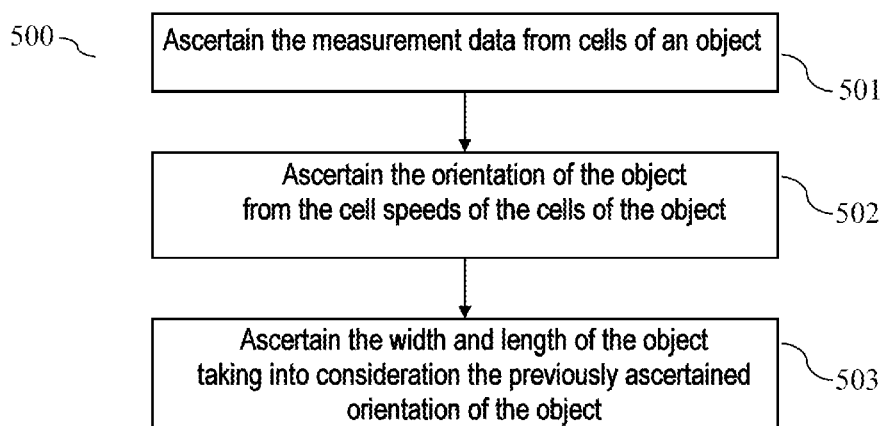 500
Ascertain the measurement data from cells of an object
501
Ascertain the orientation of the object
from the cell speeds of the cells of the object
502
Ascertain the width and length of the object
taking into consideration the previously ascertained
orientation of the object
503